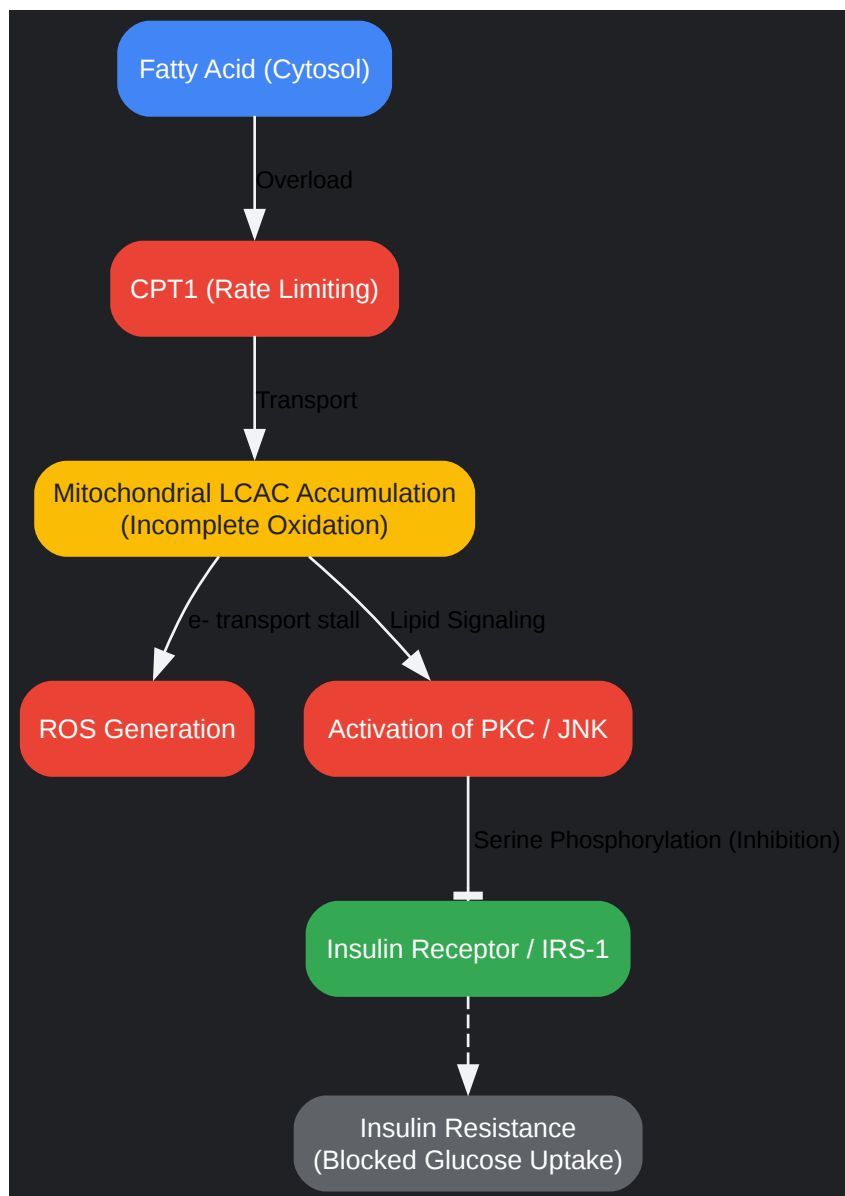 Fatty Acid (Cytosol)
Overload
CPT1 (Rate Limiting)
Transport
Mitochondrial LCAC Accumulation
(Incomplete Oxidation)
e- transport stall
Lipid Signaling
ROS Generation
Activation of PKC / JNK
Serine Phosphorylation (Inhibition)
Insulin Receptor / IRS-1
Insulin Resistance
(Blocked Glucose Uptake)